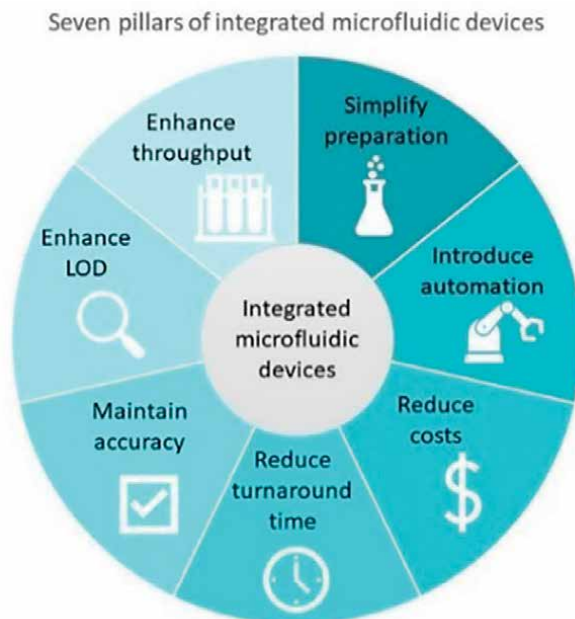 Seven pillars of integrated microfluidic devices
Simplify
preparation
Introduce
automation
Reduce
costs
$
Reduce
turnaround
time
Maintain
accuracy
Enhance
LOD
Enhance
throughput
Integrated
microfluidic
devices